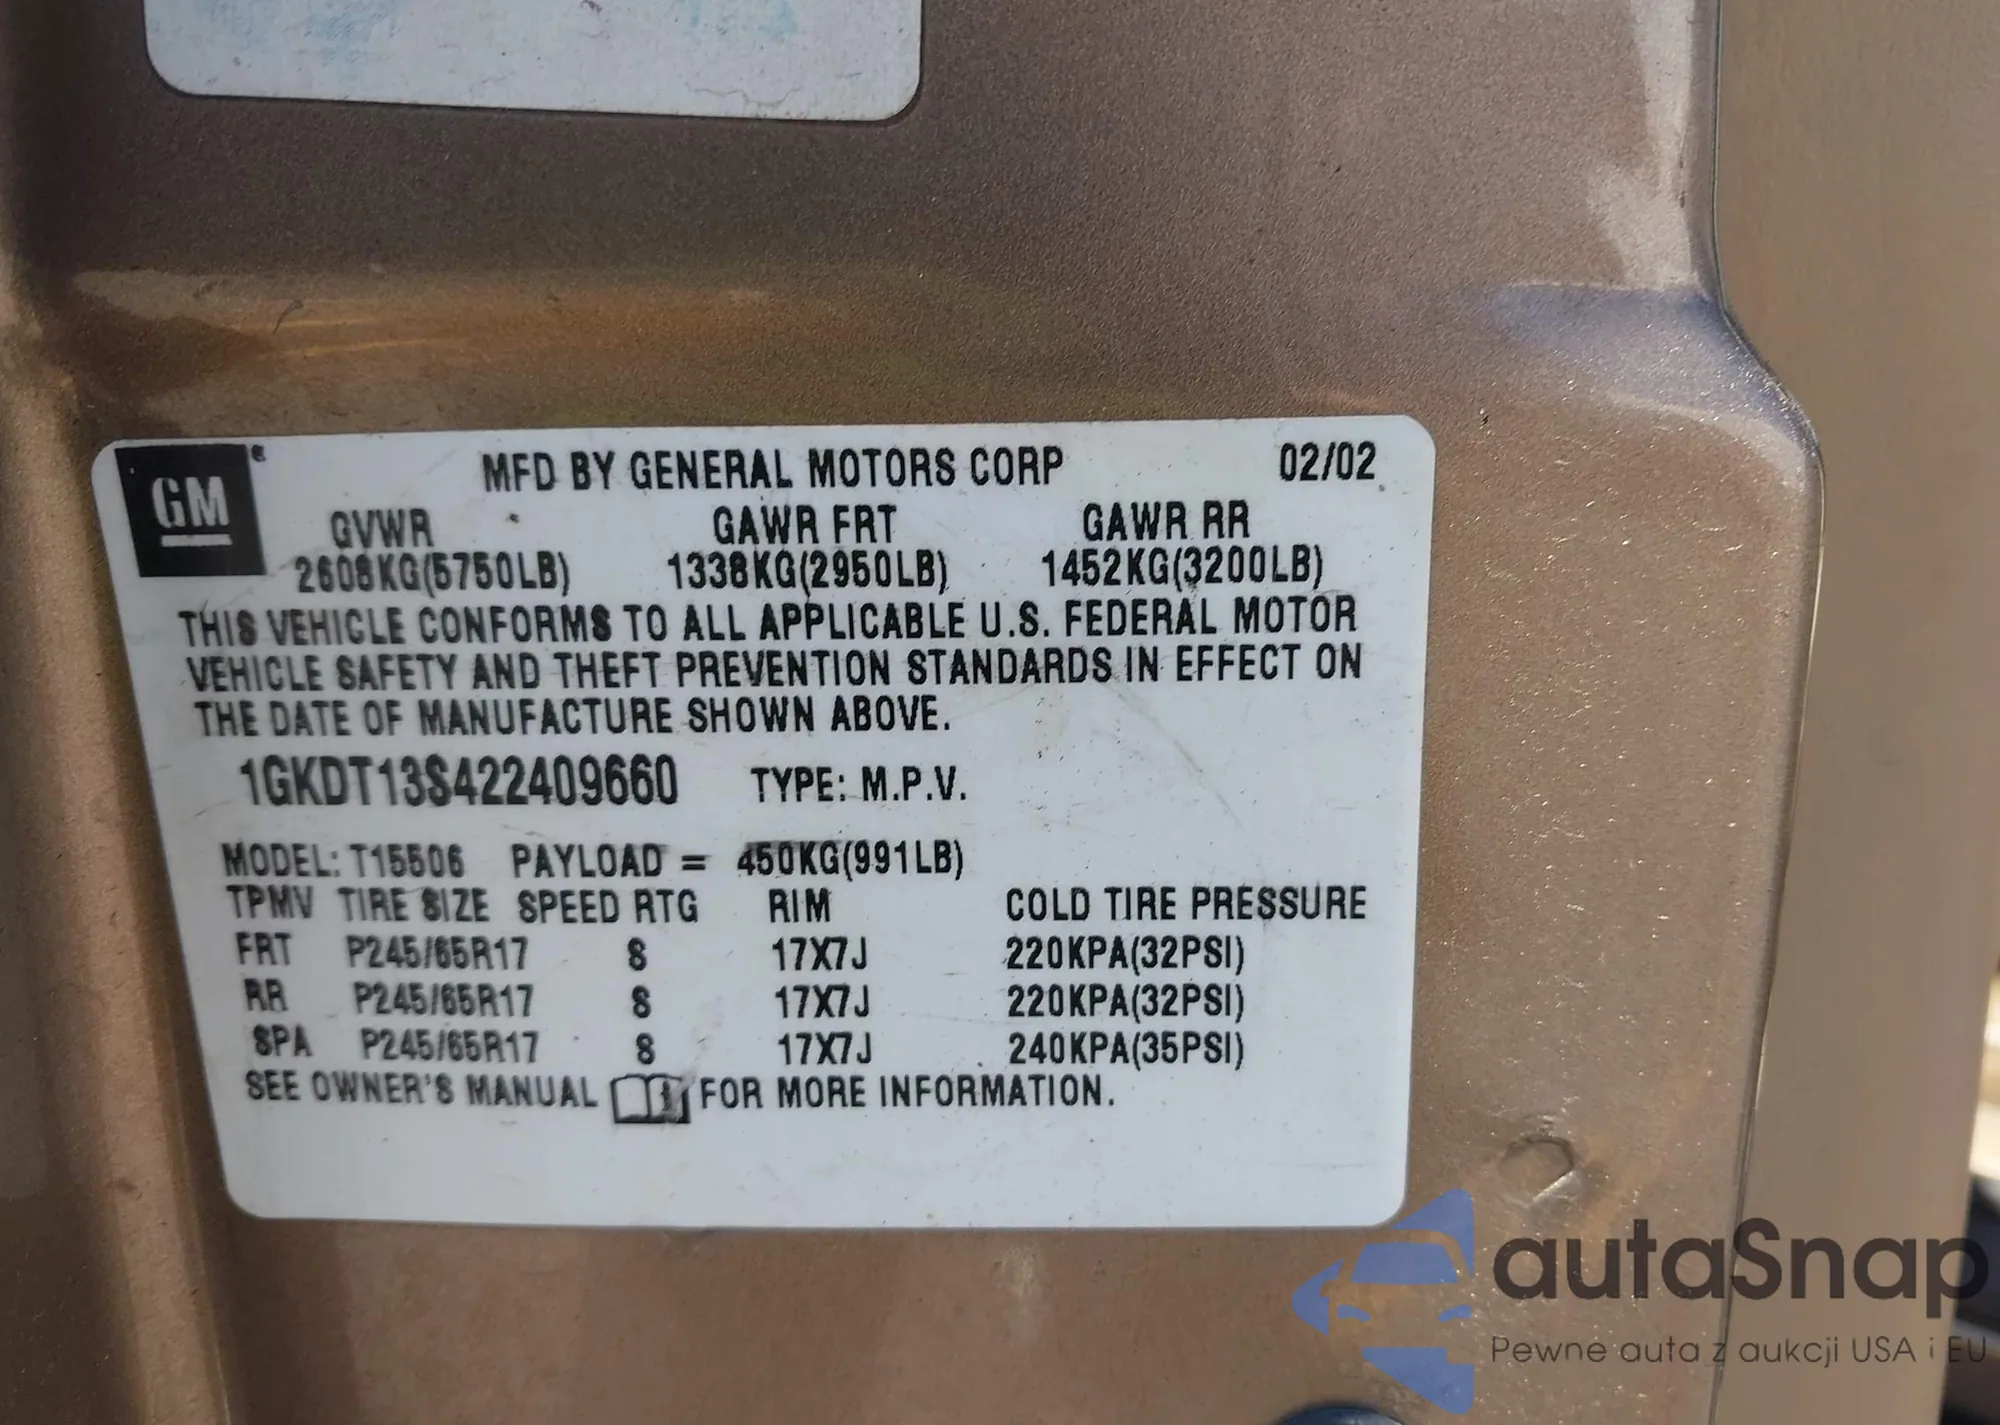 GM
MFD BY GENERAL MOTORS CORP 02/02
GVWR GAWR FRT GAWR RR
2608KG(5750LB) 1338KG(2950LB) 1452KG(3200LB)
THIS VEHICLE CONFORMS TO ALL APPLICABLE U.S. FEDERAL MOTOR
VEHICLE SAFETY AND THEFT PREVENTION STANDARDS IN EFFECT ON
THE DATE OF MANUFACTURE SHOWN ABOVE.
1GKDT13S422409660 TYPE: M.P.V.
MODEL: T15506 PAYLOAD = 450KG(991LB)
TPMV TIRE SIZE SPEED RTG RIM COLD TIRE PRESSURE
FRT P245/65R17 S 17X7J 220KPA(32PSI)
RR P245/65R17 S 17X7J 220KPA(32PSI)
SPA P245/65R17 S 17X7J 240KPA(35PSI)
SEE OWNER'S MANUAL FOR MORE INFORMATION.
autaSnap
Pewne auta z aukcji USA i EU